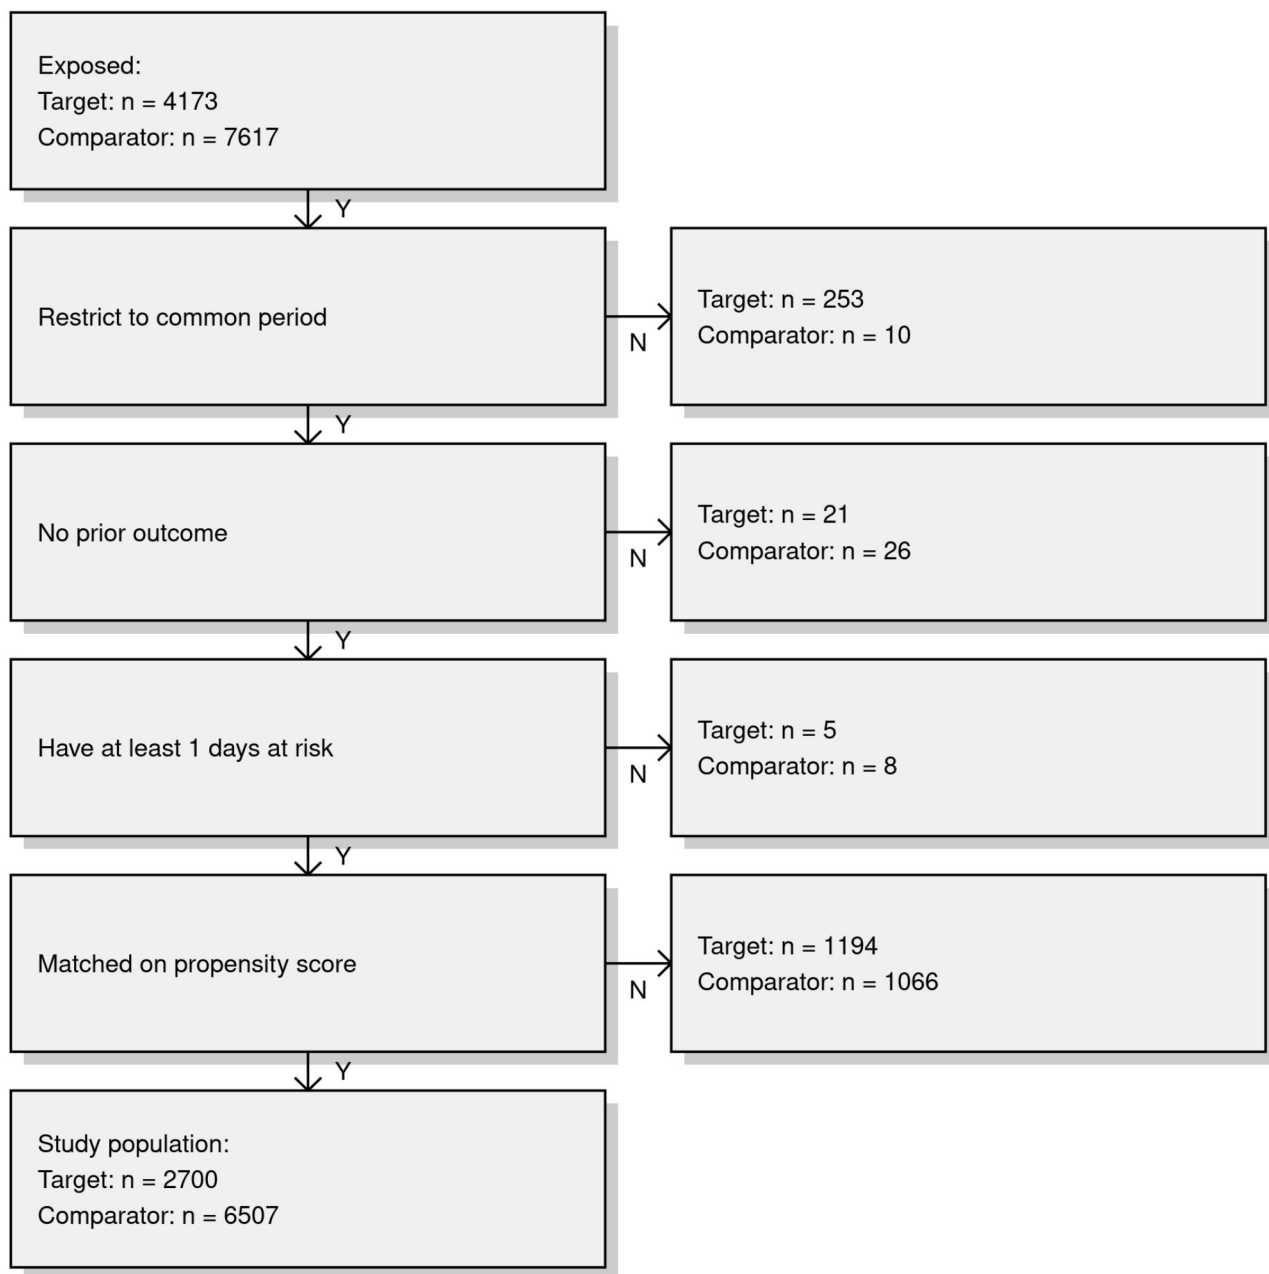 Exposed:
Target: n = 4173
Comparator: n = 7617
Y
Restrict to common period
N
Target: n = 253
Comparator: n = 10
Y
No prior outcome
N
Target: n = 21
Comparator: n = 26
Y
Have at least 1 days at risk
N
Target: n = 5
Comparator: n = 8
Y
Matched on propensity score
N
Target: n = 1194
Comparator: n = 1066
Y
Study population:
Target: n = 2700
Comparator: n = 6507